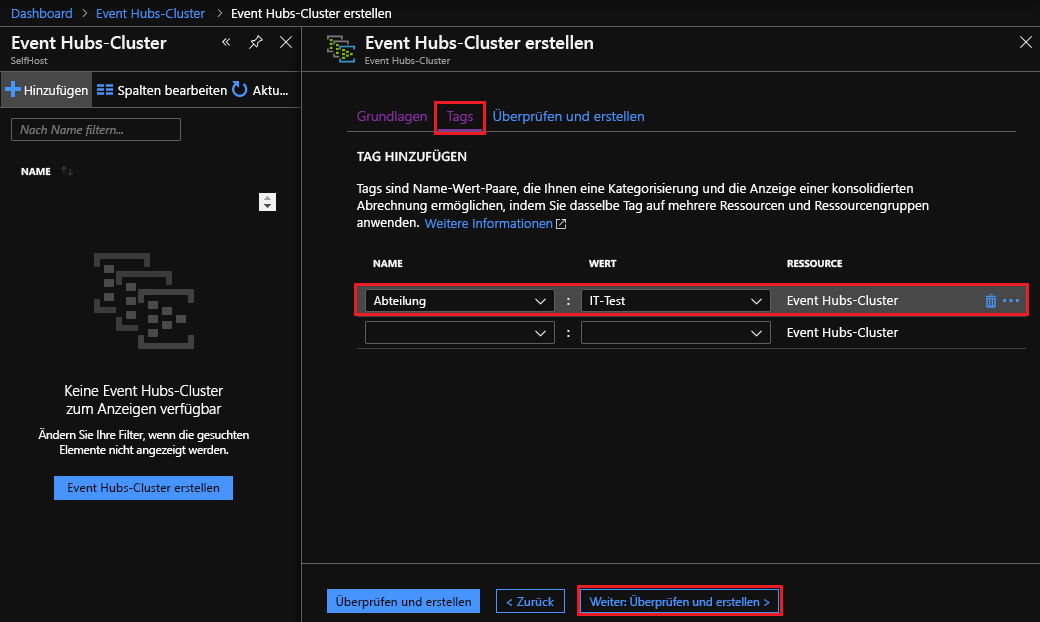 Dashboard > Event Hubs-Cluster > Event Hubs-Cluster erstellen
Event Hubs-Cluster
SelfHost
Hinzufügen Spalten bearbeiten Aktu...
Nach Name filtern...
NAME
Keine Event Hubs-Cluster
zum Anzeigen verfügbar
Ändern Sie Ihre Filter, wenn die gesuchten
Elemente nicht angezeigt werden.
Event Hubs-Cluster erstellen
Event Hubs-Cluster erstellen
Event Hubs-Cluster
Grundlagen Tags Überprüfen und erstellen
TAG HINZUFÜGEN
Tags sind Name-Wert-Paare, die Ihnen eine Kategorisierung und die Anzeige einer konsolidierten
Abrechnung ermöglichen, indem Sie dasselbe Tag auf mehrere Ressourcen und Ressourcengruppen
anwenden. Weitere Informationen
NAME WERT RESSOURCE
Abteilung : IT-Test Event Hubs-Cluster
: Event Hubs-Cluster
Überprüfen und erstellen < Zurück Weiter: Überprüfen und erstellen >